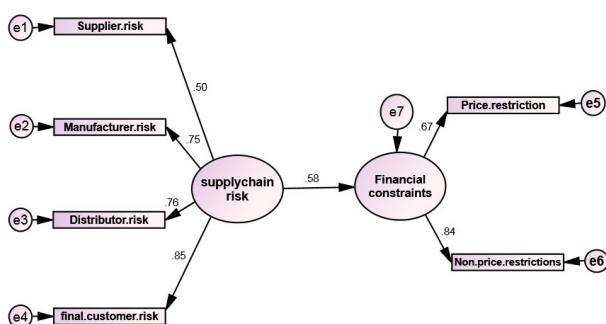 e1
Supplier.risk
.50
e2
Manufacturer.risk
.75
supplychain
risk
.76
e3
Distributor.risk
.85
e4
final.customer.risk
.58
e7
Financial
constraints
.67
Price.restriction
e5
.84
Non.price.restrictions
e6